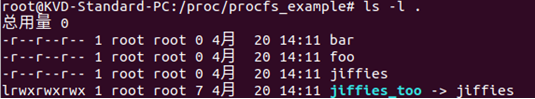 root@KVD-Standard-PC:/proc/procfs_example# ls -l .
总用量 0
-r--r--r-- 1 root root 0 4月  20 14:11 bar
-r--r--r-- 1 root root 0 4月  20 14:11 foo
-r--r--r-- 1 root root 0 4月  20 14:11 jiffies
lrwxrwxrwx 1 root root 7 4月  20 14:11 jiffies_too -> jiffies